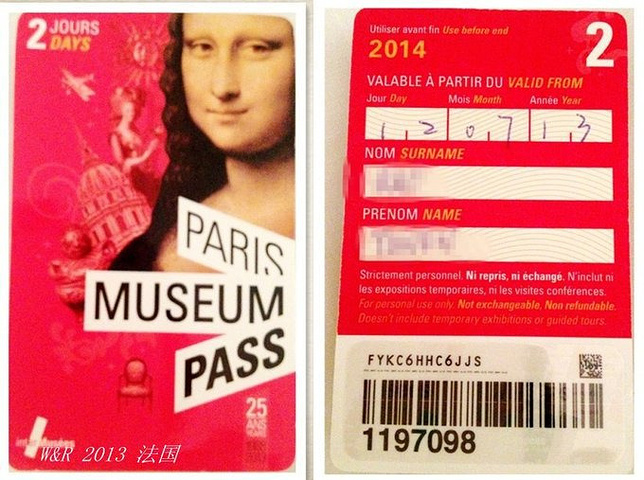 2 JOURS
DAYS
PARIS
MUSEUM
PASS
25
ANS
W&R 2013 法国
Utiliser avant fin Use before end
2014
2
VALABLE À PARTIR DU VALID FROM
Jour Day Mois Month Année Year
1 2 0 7 1 3
NOM SURNAME
PRENOM NAME
Strictement personnel. Ni repris, ni échangé. N'inclut ni
les expositions temporaires, ni les visites conférences.
For personal use only. Not exchangeable, Non refundable.
Doesn't include temporary exhibitions or guided tours.
FYKC6HHC6JJS
1197098